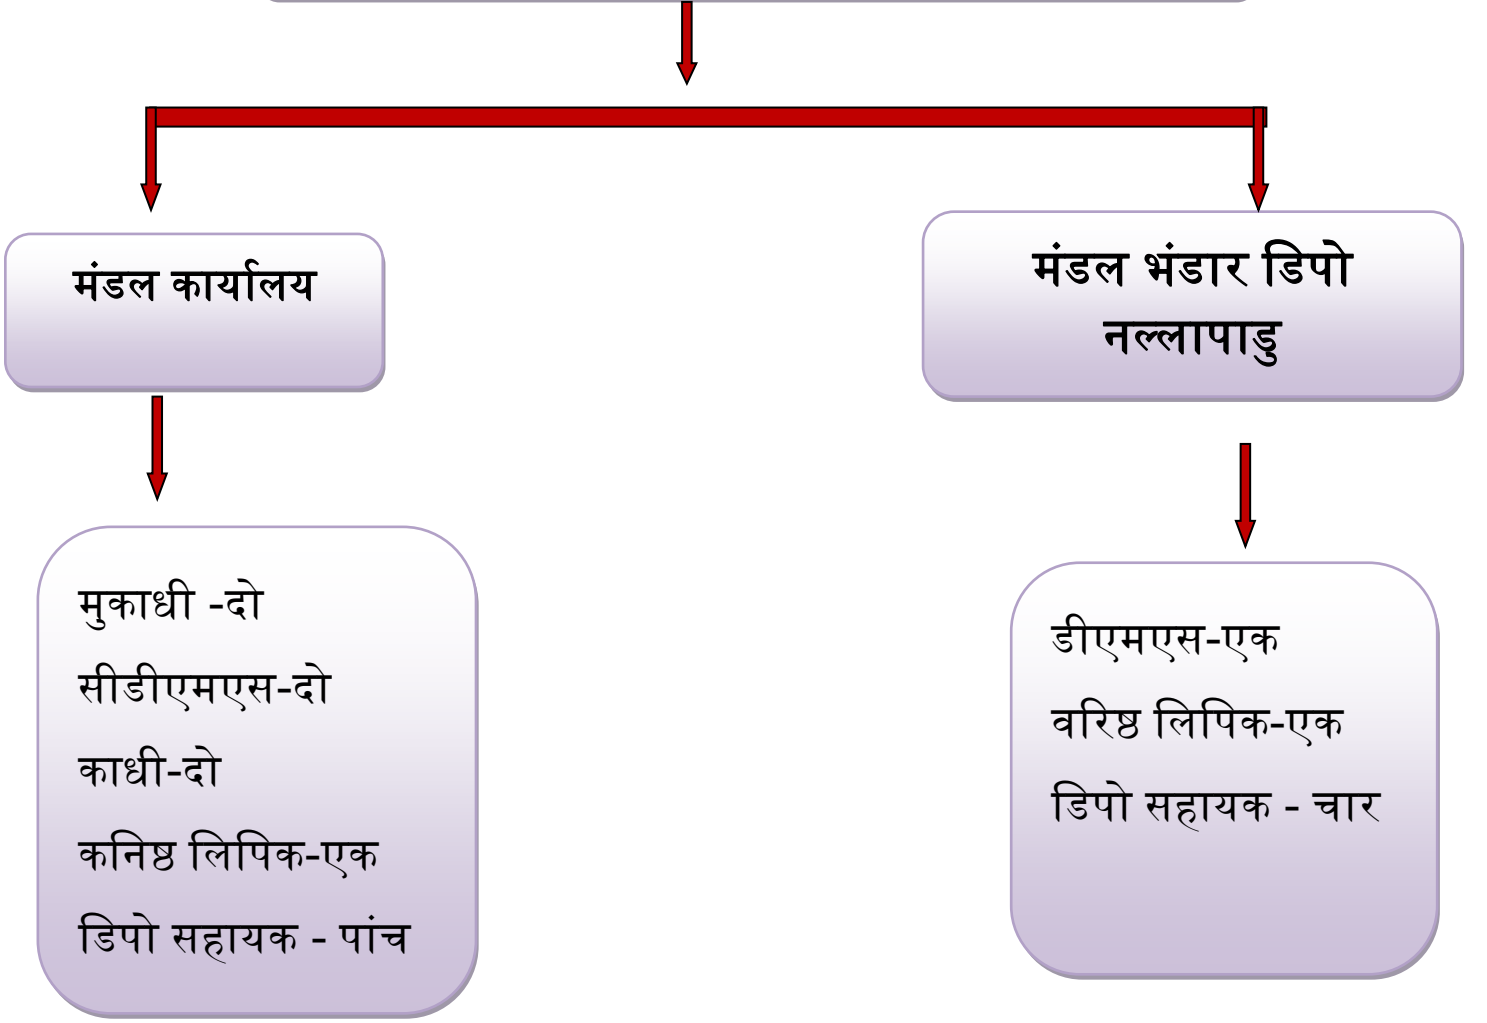 मंडल कार्यालय
मंडल भंडार डिपो
नल्लापाडु
मुकाधी -दो
सीडीएमएस-दो
काधी-दो
कनिष्ठ लिपिक-एक
डिपो सहायक - पांच
डीएमएस-एक
वरिष्ठ लिपिक-एक
डिपो सहायक - चार